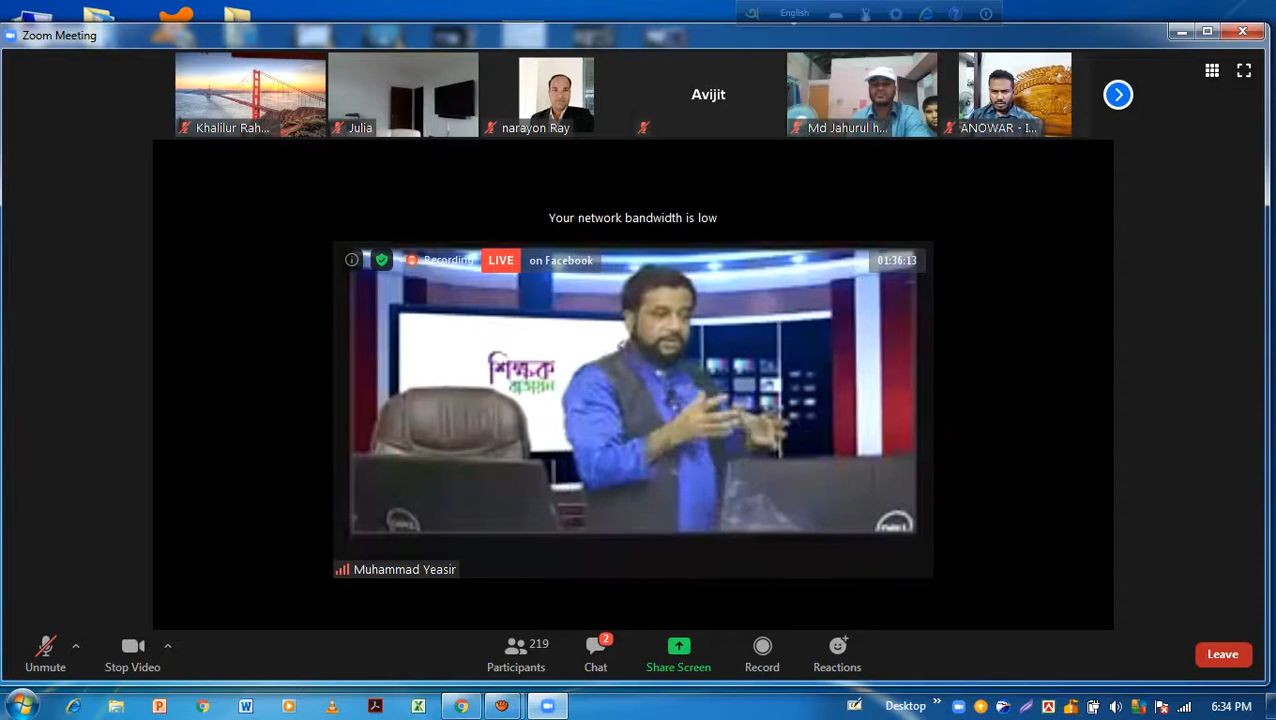 English
Zoom Meeting
Khalilur Rah...
Julia
narayon Ray
Avijit
Md Jahurul h...
ANOWAR - I...
Your network bandwidth is low
Recording
LIVE on Facebook
01:36:13
শিক্ষক
বাতায়ন
DELL
DELL
Muhammad Yeasir
Unmute
Stop Video
219
Participants
2
Chat
Share Screen
Record
Reactions
Leave
Desktop
6:34 PM